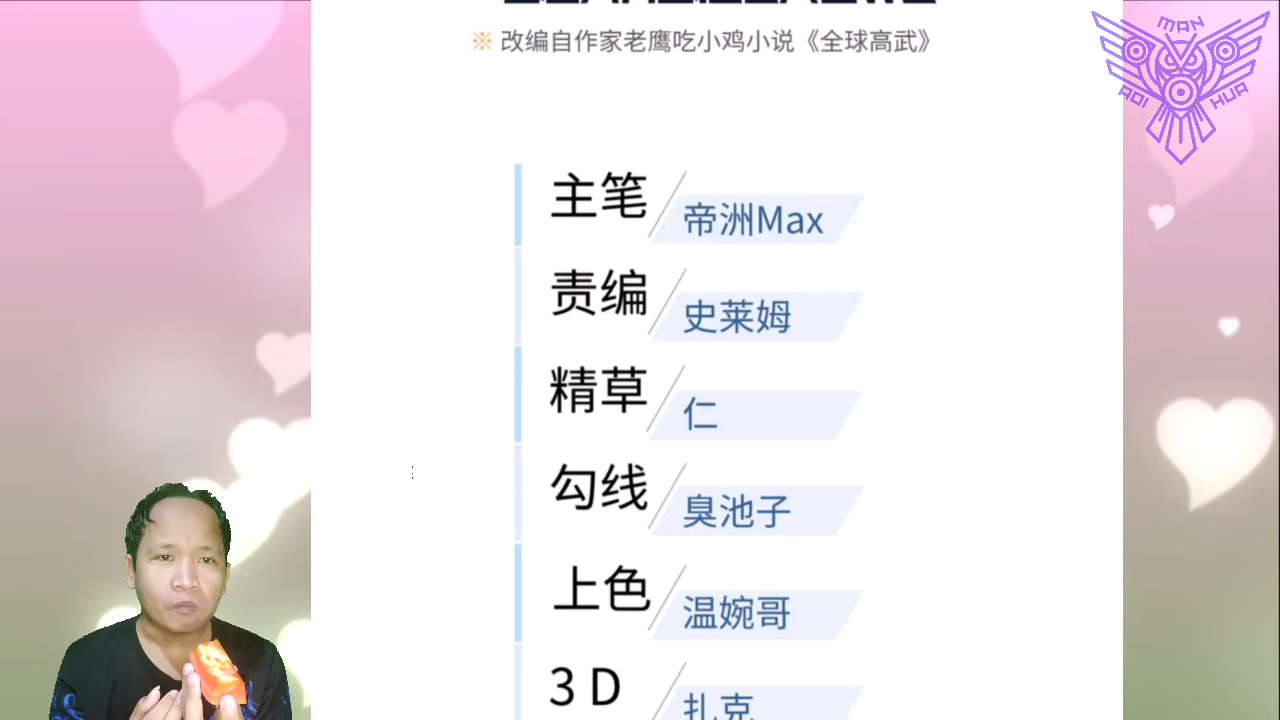 ※ 改编自作家老鹰吃小鸡小说《全球高武》
主笔 帝洲Max
责编 史莱姆
精草 仁
勾线 臭池子
上色 温婉哥
3D 扎克
MAN
ADI HUA